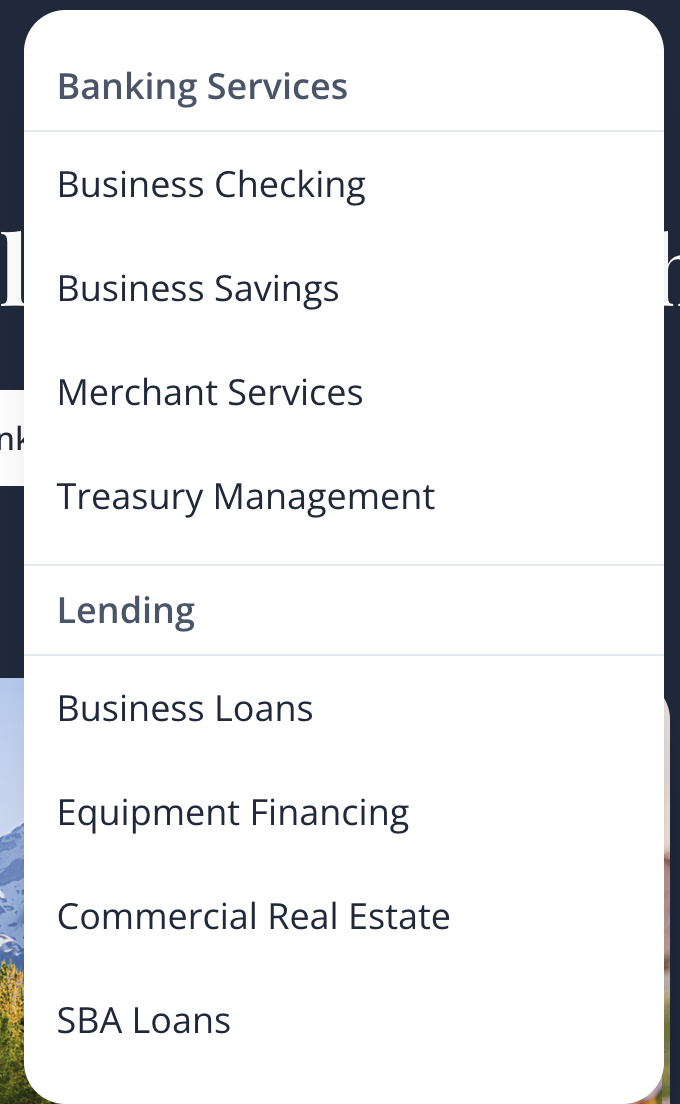 Banking Services
Business Checking
Business Savings
Merchant Services
Treasury Management
Lending
Business Loans
Equipment Financing
Commercial Real Estate
SBA Loans